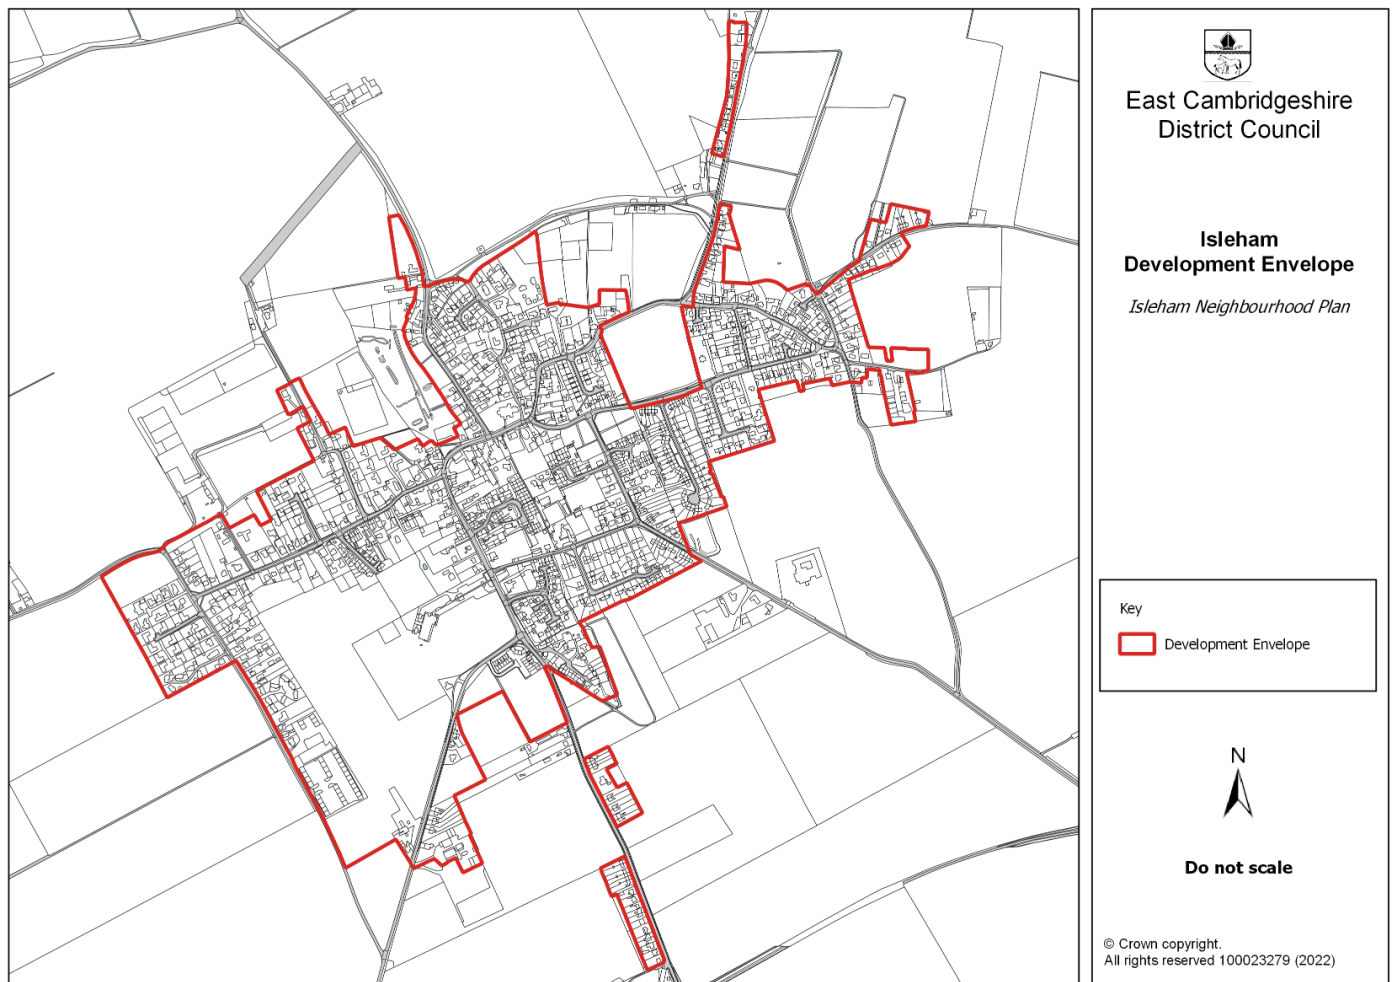 East Cambridgeshire
District Council
Isleham
Development Envelope
Isleham Neighbourhood Plan
Key
Development Envelope
N
Do not scale
© Crown copyright.
All rights reserved 100023279 (2022)